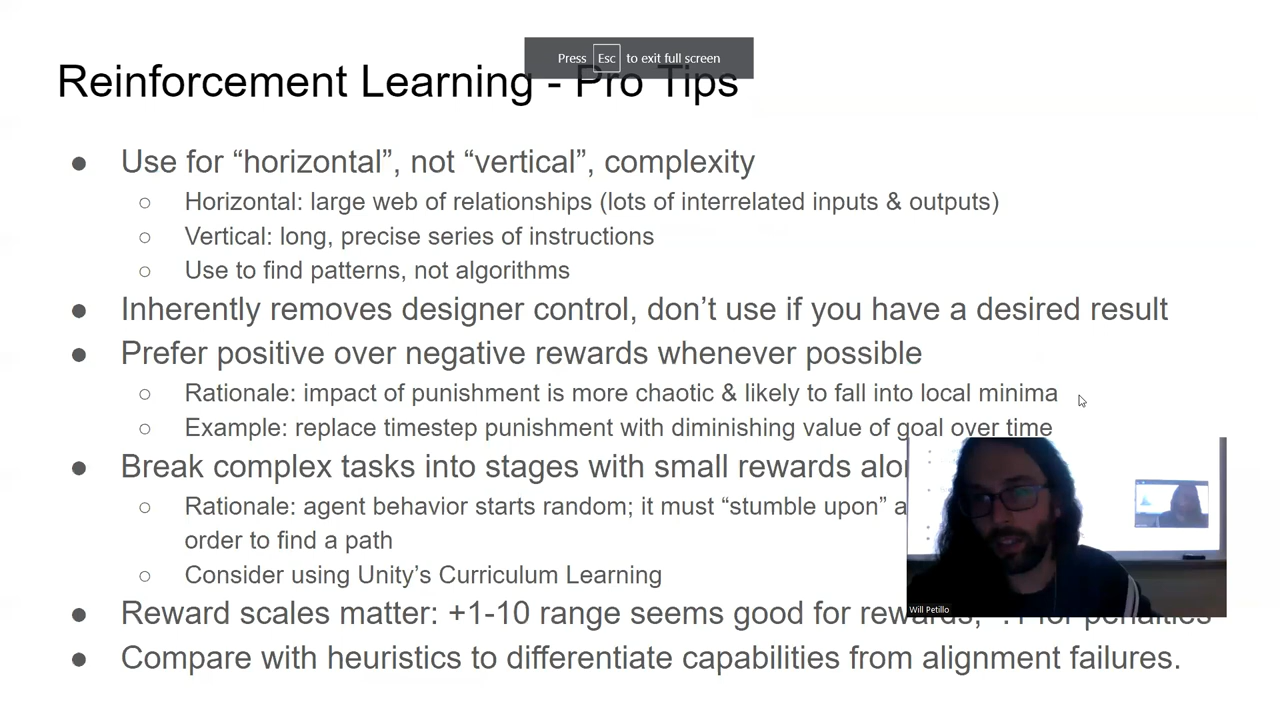 Press Esc to exit full screen
Reinforcement Learning - Pro Tips
● Use for “horizontal”, not “vertical”, complexity
○ Horizontal: large web of relationships (lots of interrelated inputs & outputs)
○ Vertical: long, precise series of instructions
○ Use to find patterns, not algorithms
● Inherently removes designer control, don’t use if you have a desired result
● Prefer positive over negative rewards whenever possible
○ Rationale: impact of punishment is more chaotic & likely to fall into local minima
○ Example: replace timestep punishment with diminishing value of goal over time
● Break complex tasks into stages with small rewards
○ Rationale: agent behavior starts random; it must “stumble upon”
order to find a path
○ Consider using Unity’s Curriculum Learning
Will Petillo
● Reward scales matter: +1-10 range seems good for rewards, for penalties
● Compare with heuristics to differentiate capabilities from alignment failures.